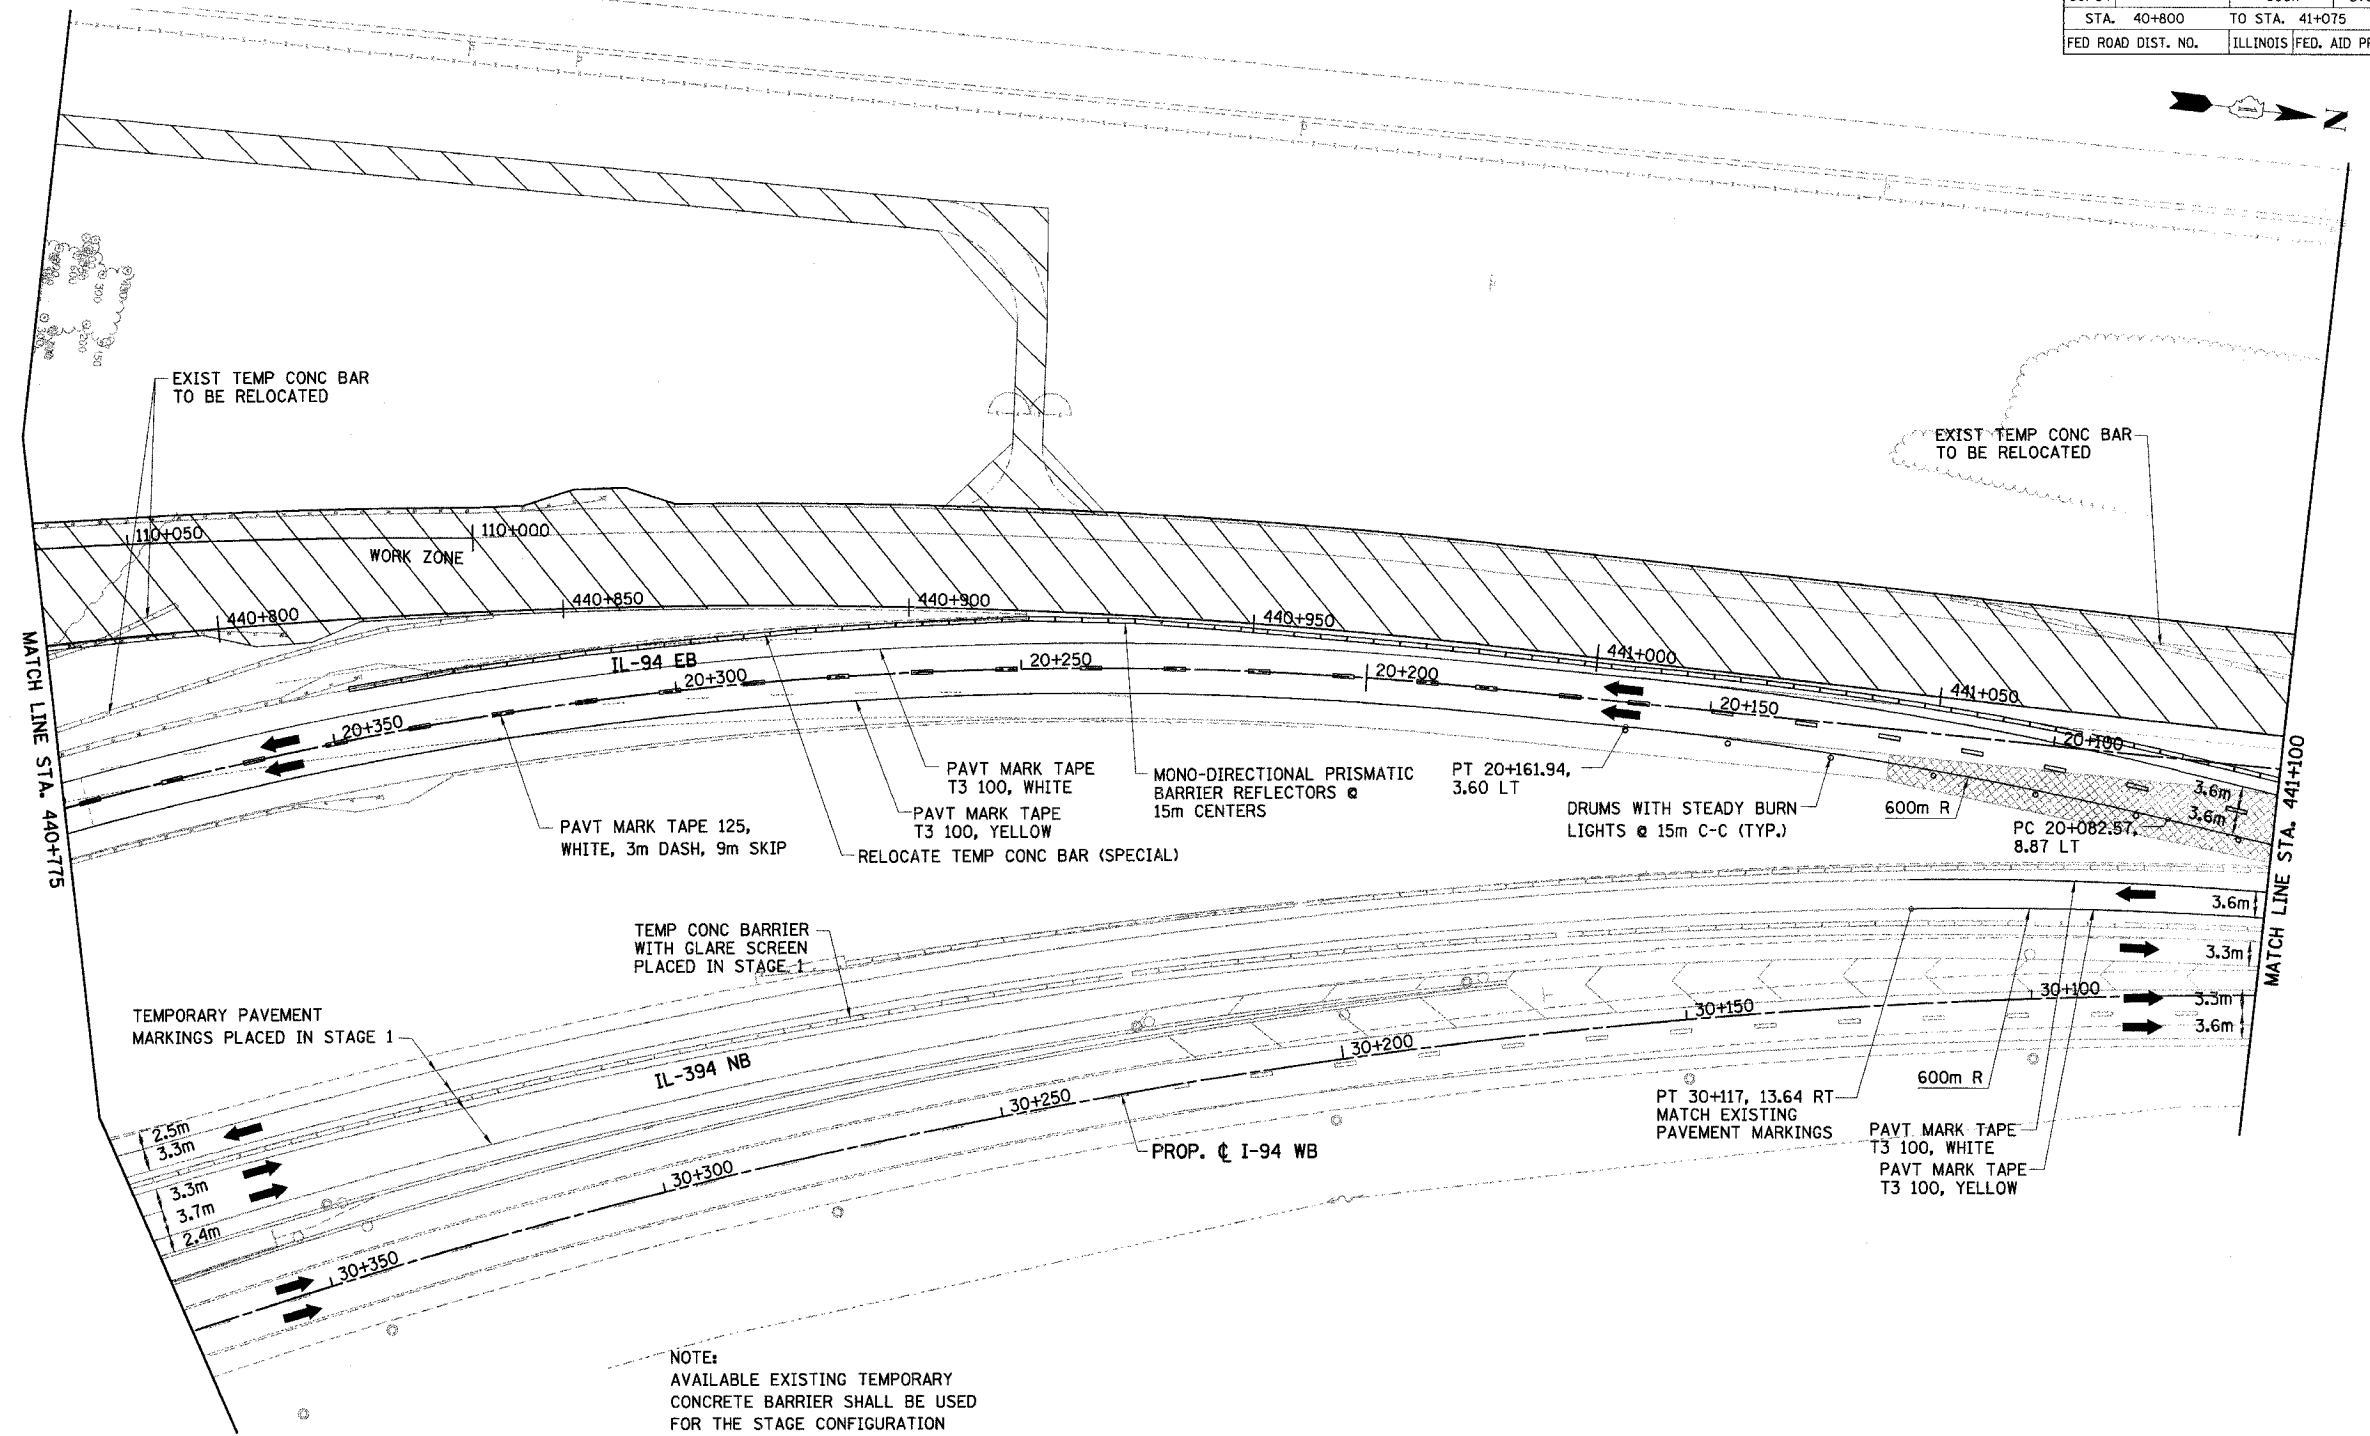 STA. 40+800 TO STA. 41+075
FED ROAD DIST. NO. ILLINOIS FED. AID
N
EXIST TEMP CONC BAR
TO BE RELOCATED
EXIST TEMP CONC BAR
TO BE RELOCATED
110+050
110+000
WORK ZONE
440+800
440+850
440+900
440+950
441+000
441+050
MATCH LINE STA. 440+775
IL-94 EB
20+350
20+300
20+250
20+200
20+150
20+100
MATCH LINE STA. 441+100
3.6m
3.6m
PAVT MARK TAPE
T3 100, WHITE
PAVT MARK TAPE
T3 100, YELLOW
PAVT MARK TAPE 125,
WHITE, 3m DASH, 9m SKIP
RELOCATE TEMP CONC BAR (SPECIAL)
MONO-DIRECTIONAL PRISMATIC
BARRIER REFLECTORS @
15m CENTERS
PT 20+161.94,
3.60 LT
DRUMS WITH STEADY BURN
LIGHTS @ 15m C-C (TYP.)
600m R
PC 20+082.57,
8.87 LT
3.6m
3.3m
3.3m
3.6m
TEMP CONC BARRIER
WITH GLARE SCREEN
PLACED IN STAGE 1
TEMPORARY PAVEMENT
MARKINGS PLACED IN STAGE 1
IL-394 NB
30+350
30+300
30+250
30+200
30+150
30+100
2.5m
3.3m
3.3m
3.7m
2.4m
PROP. ℄ I-94 WB
PT 30+117, 13.64 RT
MATCH EXISTING
PAVEMENT MARKINGS
600m R
PAVT MARK TAPE
T3 100, WHITE
PAVT MARK TAPE
T3 100, YELLOW
NOTE:
AVAILABLE EXISTING TEMPORARY
CONCRETE BARRIER SHALL BE USED
FOR THE STAGE CONFIGURATION